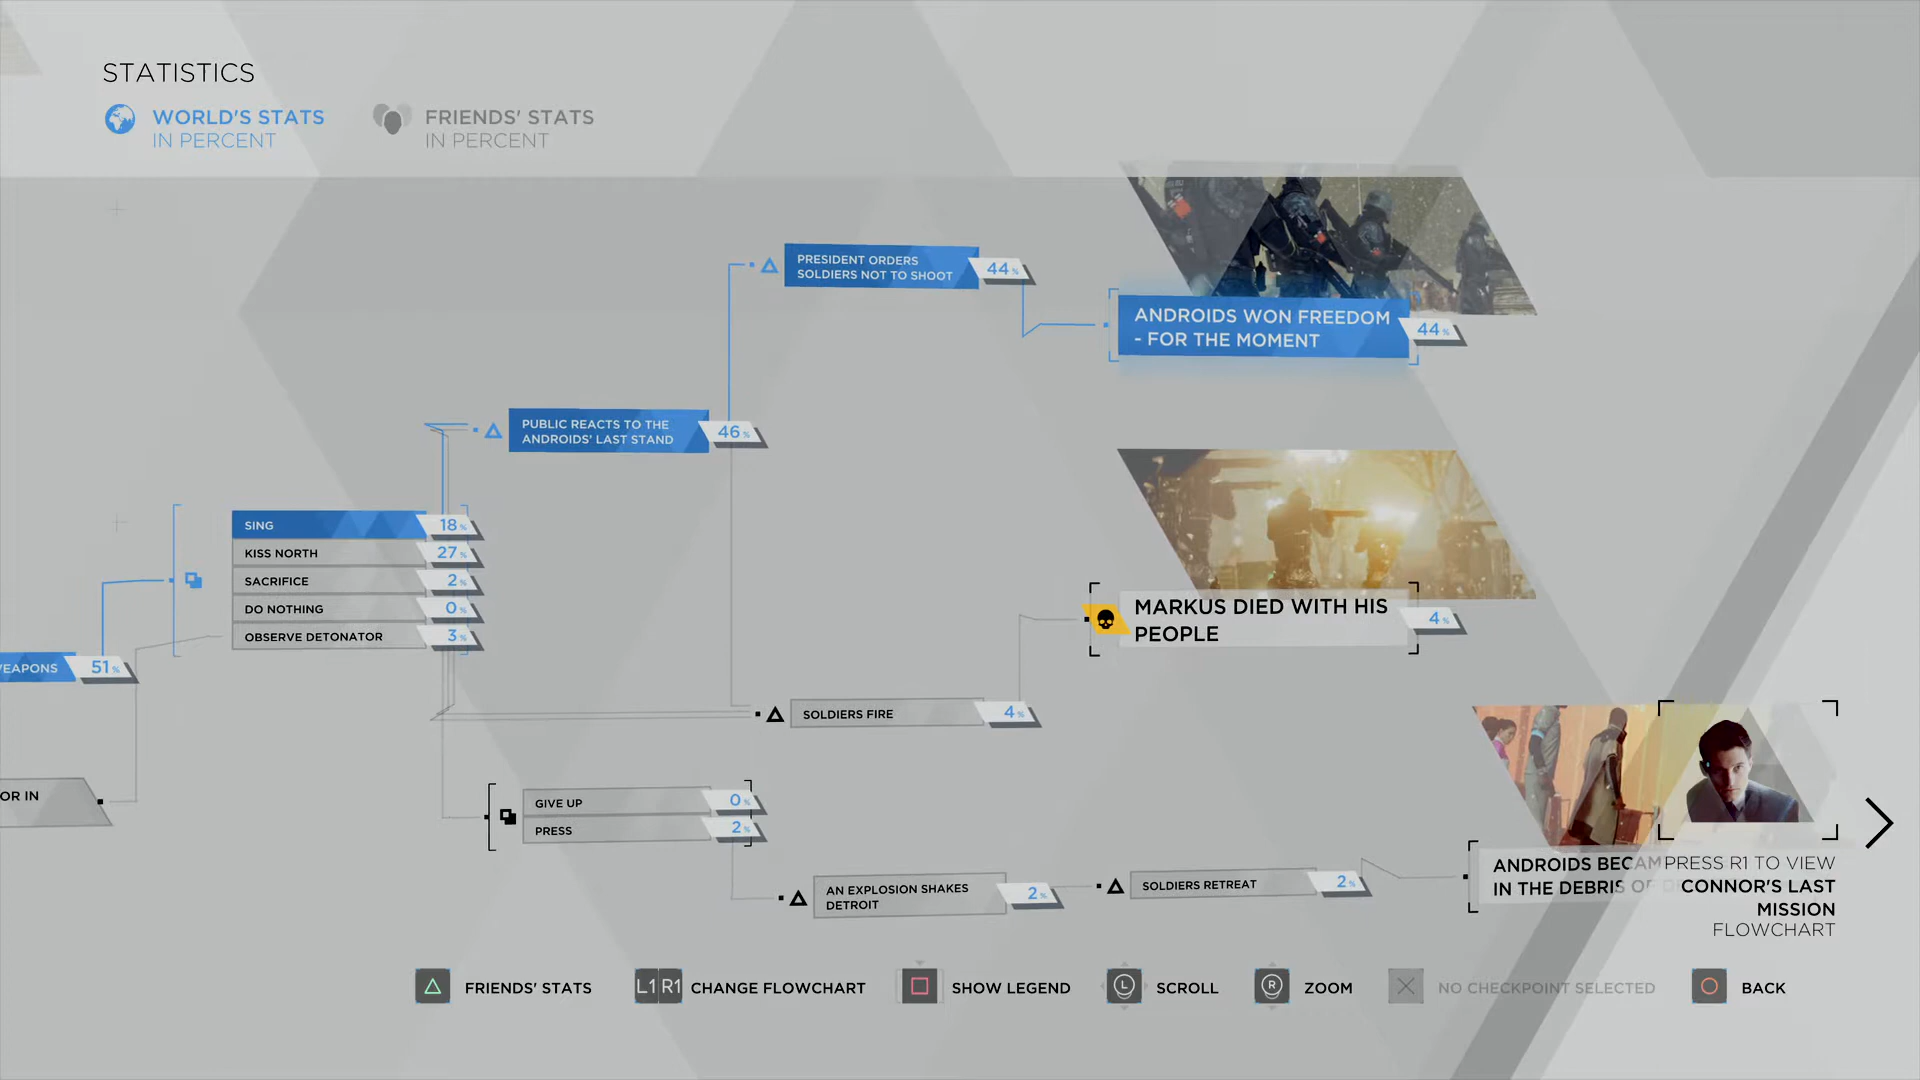 STATISTICS
WORLD'S STATS
IN PERCENT
FRIENDS' STATS
IN PERCENT
PRESIDENT ORDERS
SOLDIERS NOT TO SHOOT
44%
ANDROIDS WON FREEDOM
- FOR THE MOMENT
44%
PUBLIC REACTS TO THE
ANDROIDS' LAST STAND
46%
SING
18%
KISS NORTH
27%
SACRIFICE
2%
DO NOTHING
0%
OBSERVE DETONATOR
3%
EAPONS
51%
MARKUS DIED WITH HIS
PEOPLE
4%
SOLDIERS FIRE
4%
OR IN
GIVE UP
0%
PRESS
2%
AN EXPLOSION SHAKES
DETROIT
2%
SOLDIERS RETREAT
2%
ANDROIDS BECAM
IN THE DEBRIS OF D
PRESS R1 TO VIEW
CONNOR'S LAST
MISSION
FLOWCHART
FRIENDS' STATS
L1 R1 CHANGE FLOWCHART
SHOW LEGEND
L SCROLL
R ZOOM
NO CHECKPOINT SELECTED
BACK